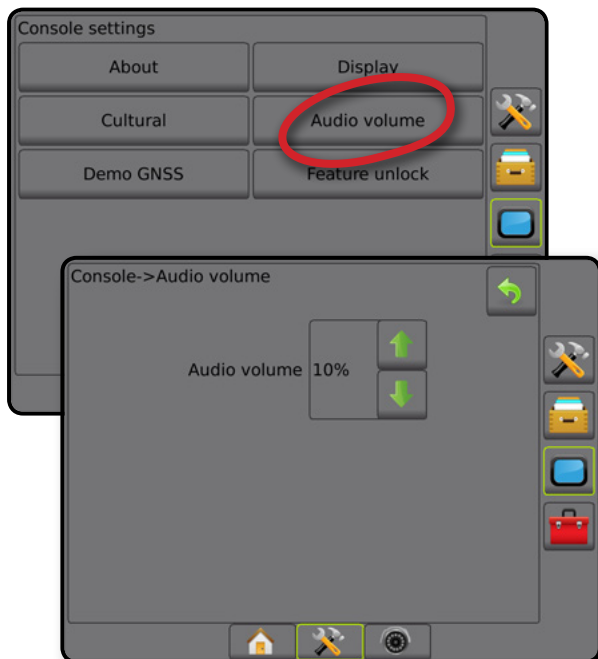 Console settings
About
Display
Cultural
Audio volume
Demo GNSS
Feature unlock
Console->Audio volume
Audio volume 10%